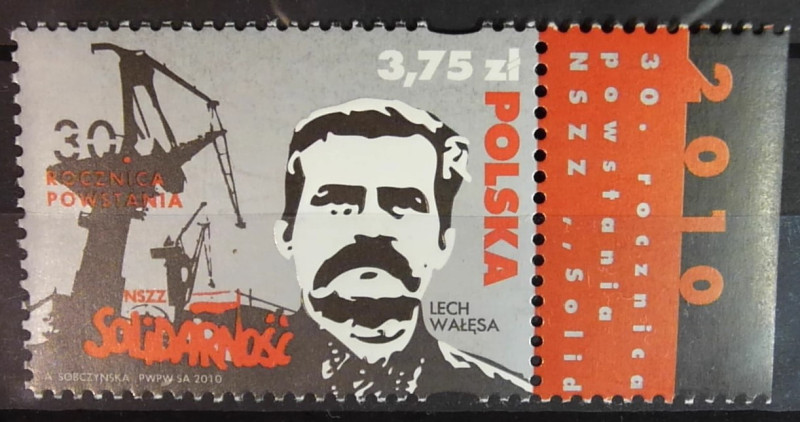 3,75 zł
POLSKA
30.
ROCZNICA
POWSTANIA
NSZZ
SOLIDARNOŚĆ
LECH
WAŁĘSA
A. SOBCZYŃSKA PWPW SA 2010
2010
30. rocznica
powstania
NSZZ „Solid